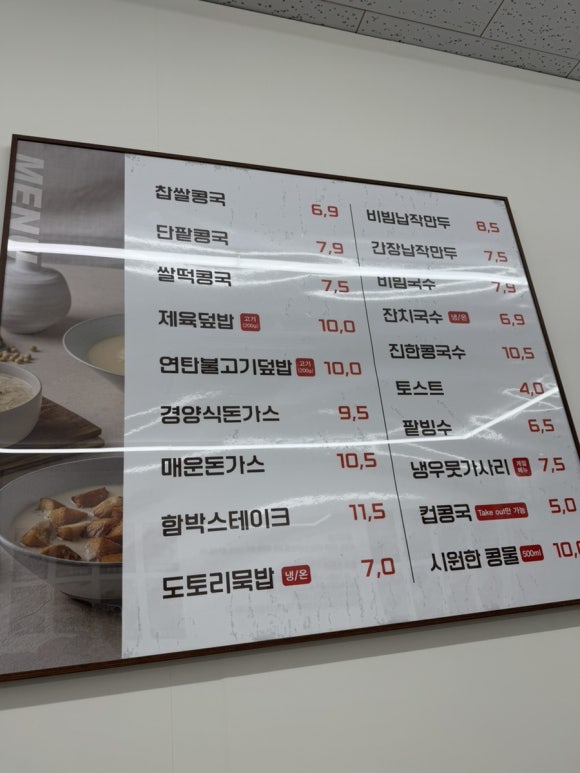 MENU
찹쌀콩국 6,9
단팥콩국 7,9
쌀떡콩국 7,5
제육덮밥 고기 (200g) 10,0
연탄불고기덮밥 고기 (200g) 10,0
경양식돈가스 9,5
매운돈가스 10,5
함박스테이크 11,5
도토리묵밥 냉/온 7,0
비빔납작만두 8,5
간장납작만두 7,5
비빔국수 7,9
잔치국수 냉/온 6,9
진한콩국수 10,5
토스트 4,0
팥빙수 6,5
냉우뭇가사리 계절 메뉴 7,5
컵콩국 Take out만 가능 5,0
시원한 콩물 500ml 10,0